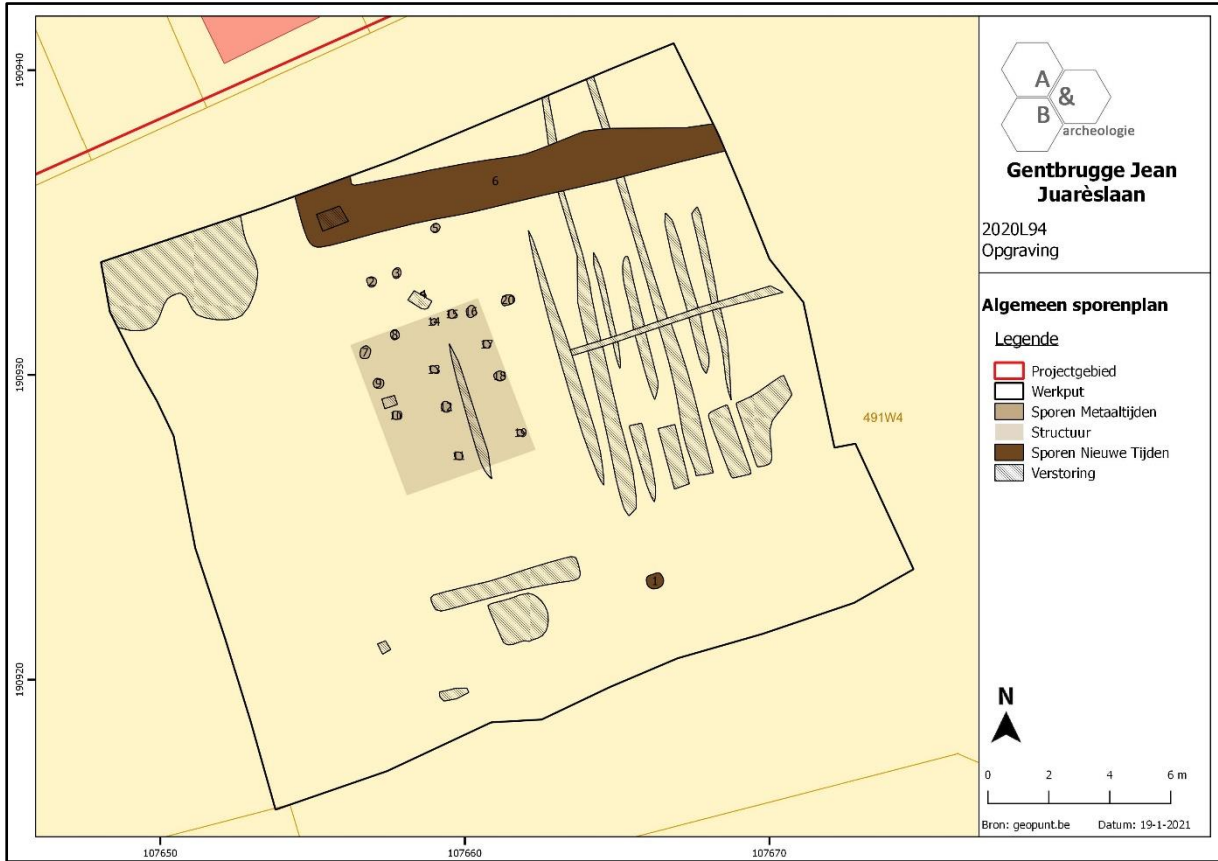 A
&
B
archeologie
Gentbrugge Jean
Juarèslaan
2020L94
Opgraving
Algemeen sporenplan
Legende
Projectgebied
Werkput
Sporen Metaaltijden
Structuur
Sporen Nieuwe Tijden
Verstoring
N
0 2 4 6 m
Bron: geopunt.be Datum: 19-1-2021
190940
190930
190920
107650 107660 107670
491W4
6
5
3
2
4
20
16
15
14
8
7
17
13
18
9
12
10
19
11
1